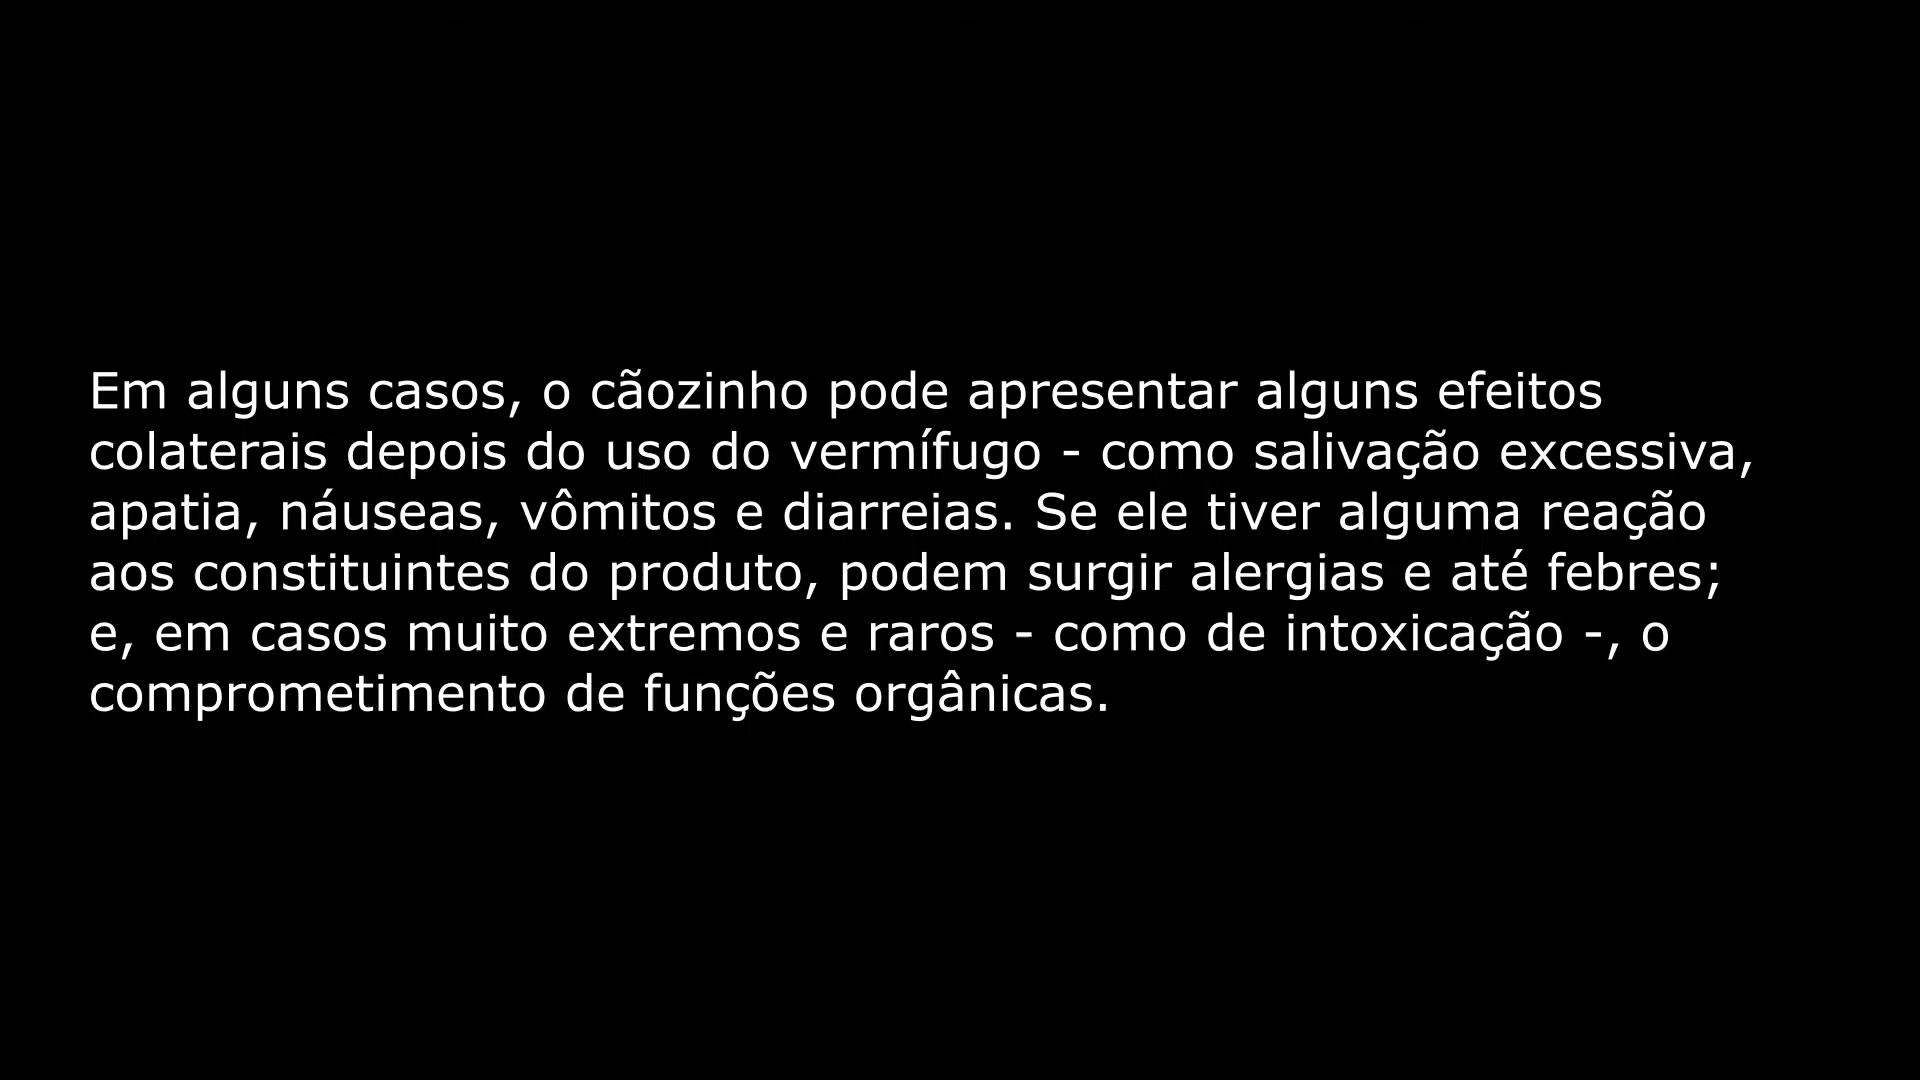 Em alguns casos, o cãozinho pode apresentar alguns efeitos
colaterais depois do uso do vermífugo - como salivação excessiva,
apatia, náuseas, vômitos e diarreias. Se ele tiver alguma reação
aos constituintes do produto, podem surgir alergias e até febres;
e, em casos muito extremos e raros - como de intoxicação -, o
comprometimento de funções orgânicas.